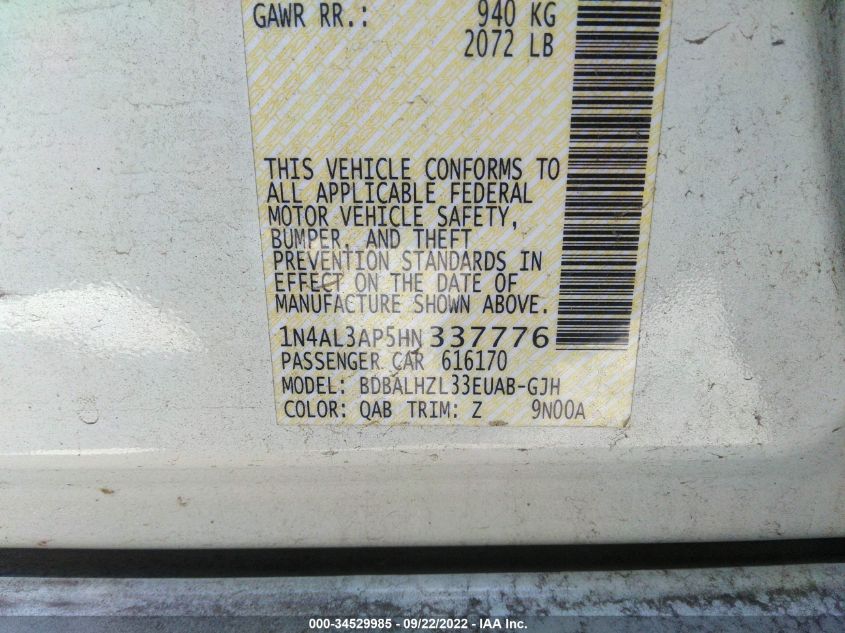 GAWR RR.: 940 KG
2072 LB
THIS VEHICLE CONFORMS TO
ALL APPLICABLE FEDERAL
MOTOR VEHICLE SAFETY,
BUMPER, AND THEFT
PREVENTION STANDARDS IN
EFFECT ON THE DATE OF
MANUFACTURE SHOWN ABOVE.
1N4AL3AP5HN 337776
PASSENGER CAR 616170
MODEL: BDBALHZL33EUAB-GJH
COLOR: QAB TRIM: Z 9N00A
000-34529985 - 09/22/2022 - IAA Inc.